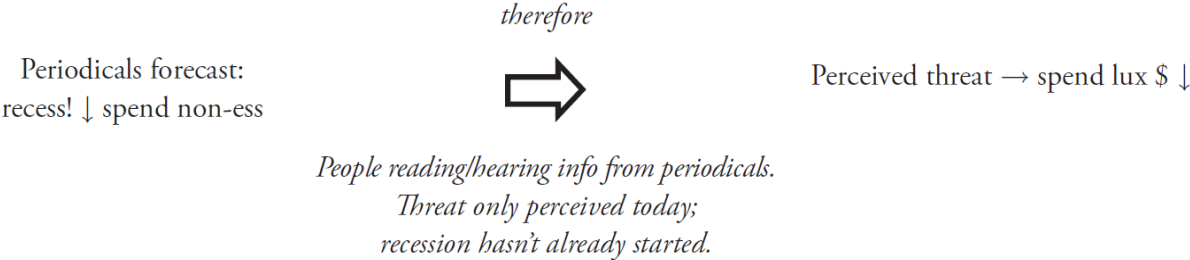 therefore
Periodicals forecast:
recess! ↓ spend non-ess
Perceived threat → spend lux $ ↓
People reading/hearing info from periodicals.
Threat only perceived today;
recession hasn't already started.